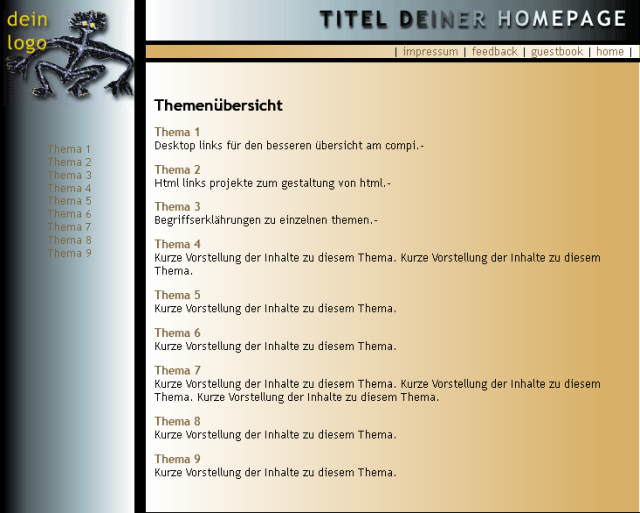 dein
logo
TITEL DEINER HOMEPAGE
| impressum | feedback | guestbook | home |
Thema 1
Thema 2
Thema 3
Thema 4
Thema 5
Thema 6
Thema 7
Thema 8
Thema 9
Themenübersicht
Thema 1
Desktop links für den besseren übersicht am compi.-
Thema 2
Html links projekte zum gestaltung von html.-
Thema 3
Begriffserklährungen zu einzelnen themen.-
Thema 4
Kurze Vorstellung der Inhalte zu diesem Thema. Kurze Vorstellung der Inhalte zu diesem
Thema.
Thema 5
Kurze Vorstellung der Inhalte zu diesem Thema.
Thema 6
Kurze Vorstellung der Inhalte zu diesem Thema.
Thema 7
Kurze Vorstellung der Inhalte zu diesem Thema. Kurze Vorstellung der Inhalte zu diesem
Thema. Kurze Vorstellung der Inhalte zu diesem Thema.
Thema 8
Kurze Vorstellung der Inhalte zu diesem Thema.
Thema 9
Kurze Vorstellung der Inhalte zu diesem Thema.